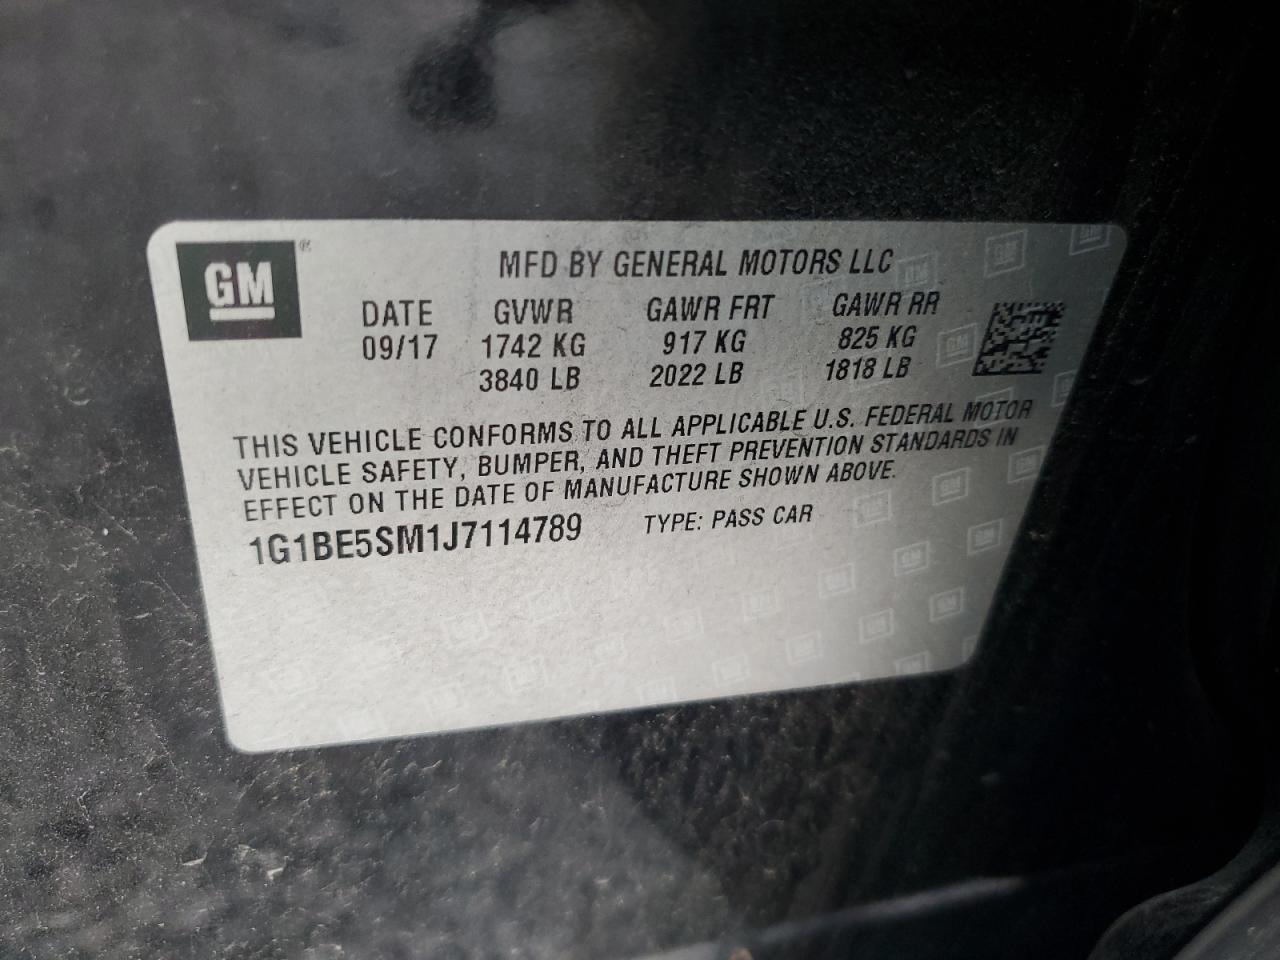 GM®
MFD BY GENERAL MOTORS LLC
DATE GVWR GAWR FRT GAWR RR
09/17 1742 KG 917 KG 825 KG
3840 LB 2022 LB 1818 LB
THIS VEHICLE CONFORMS TO ALL APPLICABLE U.S. FEDERAL MOTOR
VEHICLE SAFETY, BUMPER, AND THEFT PREVENTION STANDARDS IN
EFFECT ON THE DATE OF MANUFACTURE SHOWN ABOVE.
1G1BE5SM1J7114789 TYPE: PASS CAR